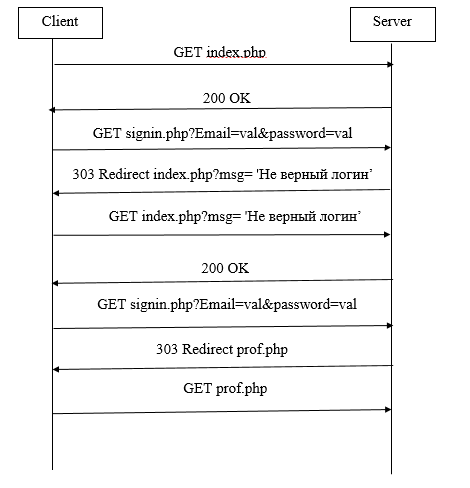 Client
Server
GET index.php
200 OK
GET signin.php?Email=val&password=val
303 Redirect index.php?msg= 'Не верный логин’
GET index.php?msg= 'Не верный логин’
200 OK
GET signin.php?Email=val&password=val
303 Redirect prof.php
GET prof.php